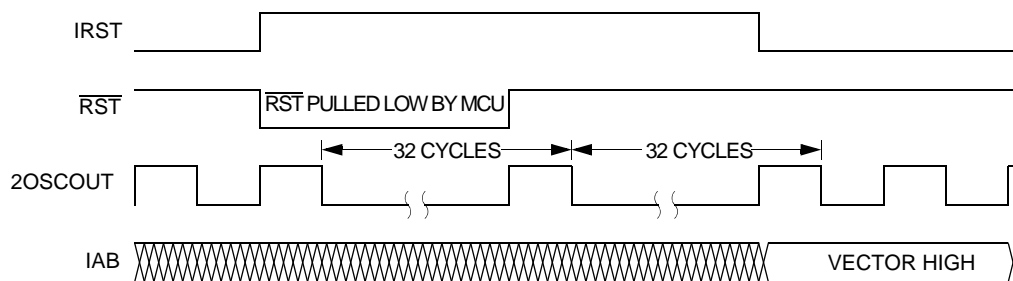 IRST
RST
RST PULLED LOW BY MCU
32 CYCLES
32 CYCLES
2OSCOUT
IAB
VECTOR HIGH